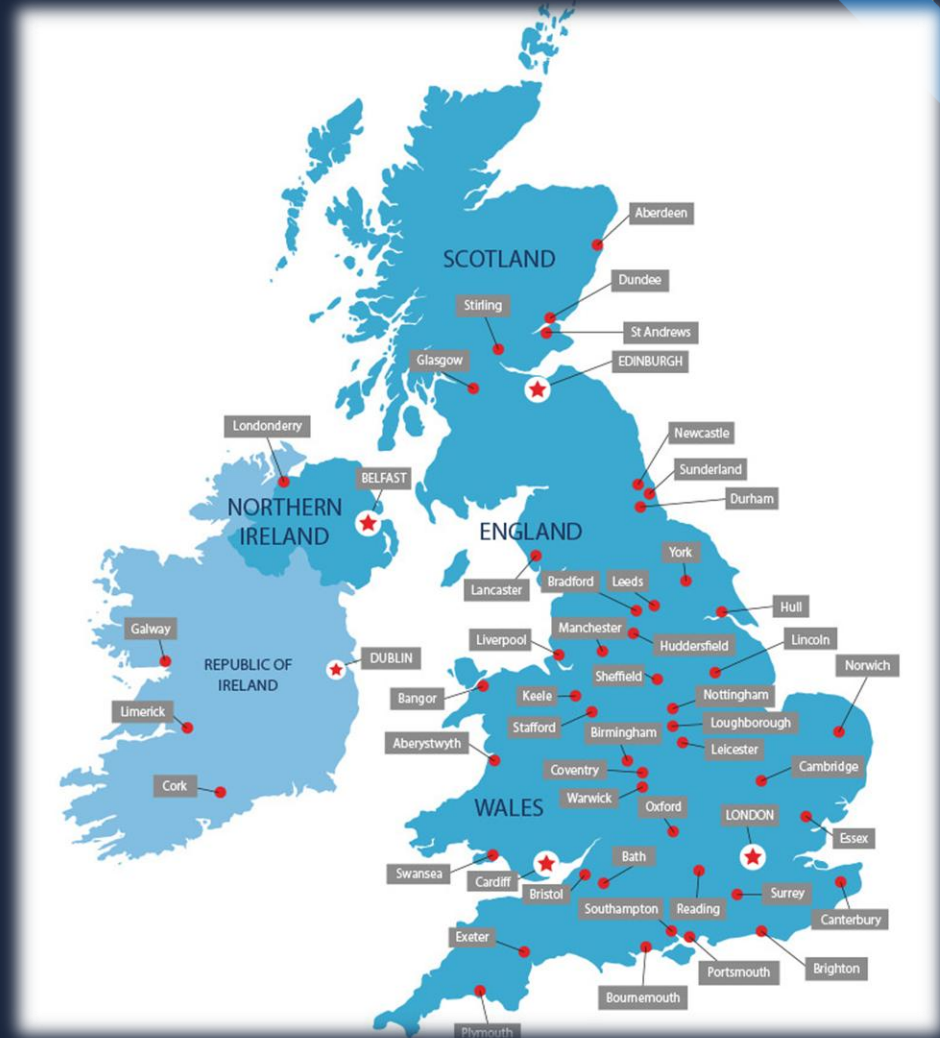 Aberdeen
SCOTLAND
Dundee
Stirling
St Andrews
Glasgow
EDINBURGH
Londonderry
Newcastle
Sunderland
BELFAST
Durham
NORTHERN
IRELAND
ENGLAND
York
Lancaster
Bradford
Leeds
Hull
Galway
Manchester
Liverpool
Huddersfield
Lincoln
DUBLIN
REPUBLIC OF
IRELAND
Norwich
Sheffield
Bangor
Keele
Nottingham
Limerick
Stafford
Loughborough
Birmingham
Aberystwyth
Leicester
Coventry
Cambridge
Cork
Warwick
WALES
Oxford
LONDON
Essex
Bath
Swansea
Cardiff
Bristol
Surrey
Southampton
Reading
Canterbury
Exeter
Portsmouth
Brighton
Bournemouth
Plymouth